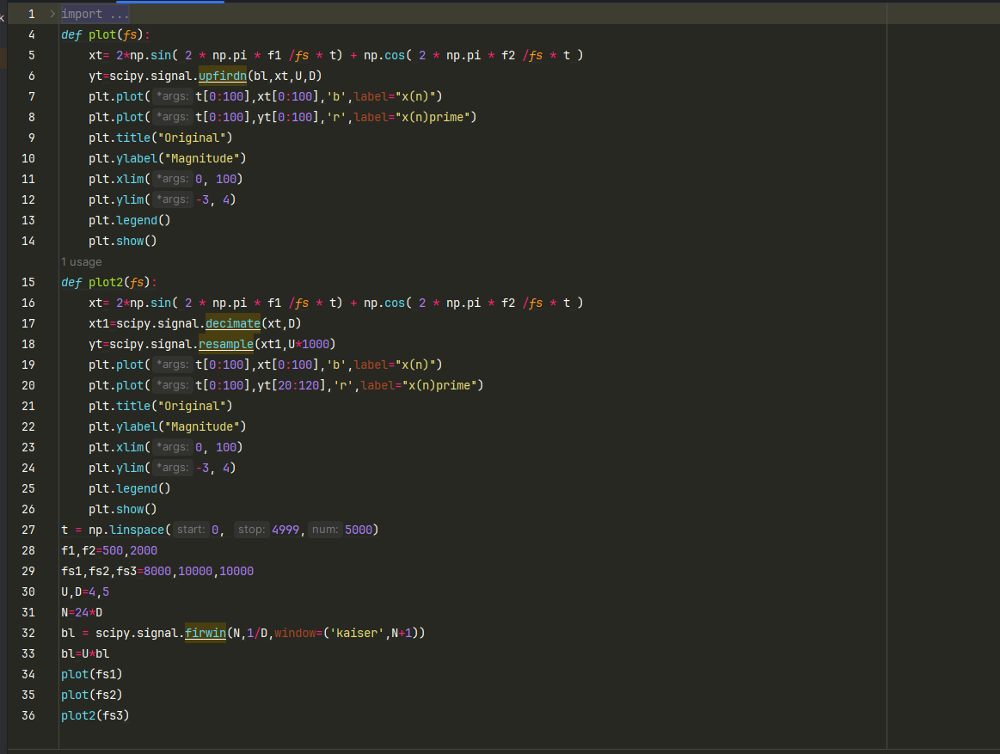 k
1 import ...
4 def plot(fs):
5 xt= 2*np.sin( 2 * np.pi * f1 /fs * t) + np.cos( 2 * np.pi * f2 /fs * t )
6 yt=scipy.signal.upfirdn(bl,xt,U,D)
7 plt.plot( *args: t[0:100],xt[0:100],'b',label="x(n)")
8 plt.plot( *args: t[0:100],yt[0:100],'r',label="x(n)prime")
9 plt.title("Original")
10 plt.ylabel("Magnitude")
11 plt.xlim( *args: 0, 100)
12 plt.ylim( *args: -3, 4)
13 plt.legend()
14 plt.show()
1 usage
15 def plot2(fs):
16 xt= 2*np.sin( 2 * np.pi * f1 /fs * t) + np.cos( 2 * np.pi * f2 /fs * t )
17 xt1=scipy.signal.decimate(xt,D)
18 yt=scipy.signal.resample(xt1,U*1000)
19 plt.plot( *args: t[0:100],xt[0:100],'b',label="x(n)")
20 plt.plot( *args: t[0:100],yt[20:120],'r',label="x(n)prime")
21 plt.title("Original")
22 plt.ylabel("Magnitude")
23 plt.xlim( *args: 0, 100)
24 plt.ylim( *args: -3, 4)
25 plt.legend()
26 plt.show()
27 t = np.linspace( start: 0, stop: 4999, num: 5000)
28 f1,f2=500,2000
29 fs1,fs2,fs3=8000,10000,10000
30 U,D=4,5
31 N=24*D
32 bl = scipy.signal.firwin(N,1/D,window=('kaiser',N+1))
33 bl=U*bl
34 plot(fs1)
35 plot(fs2)
36 plot2(fs3)